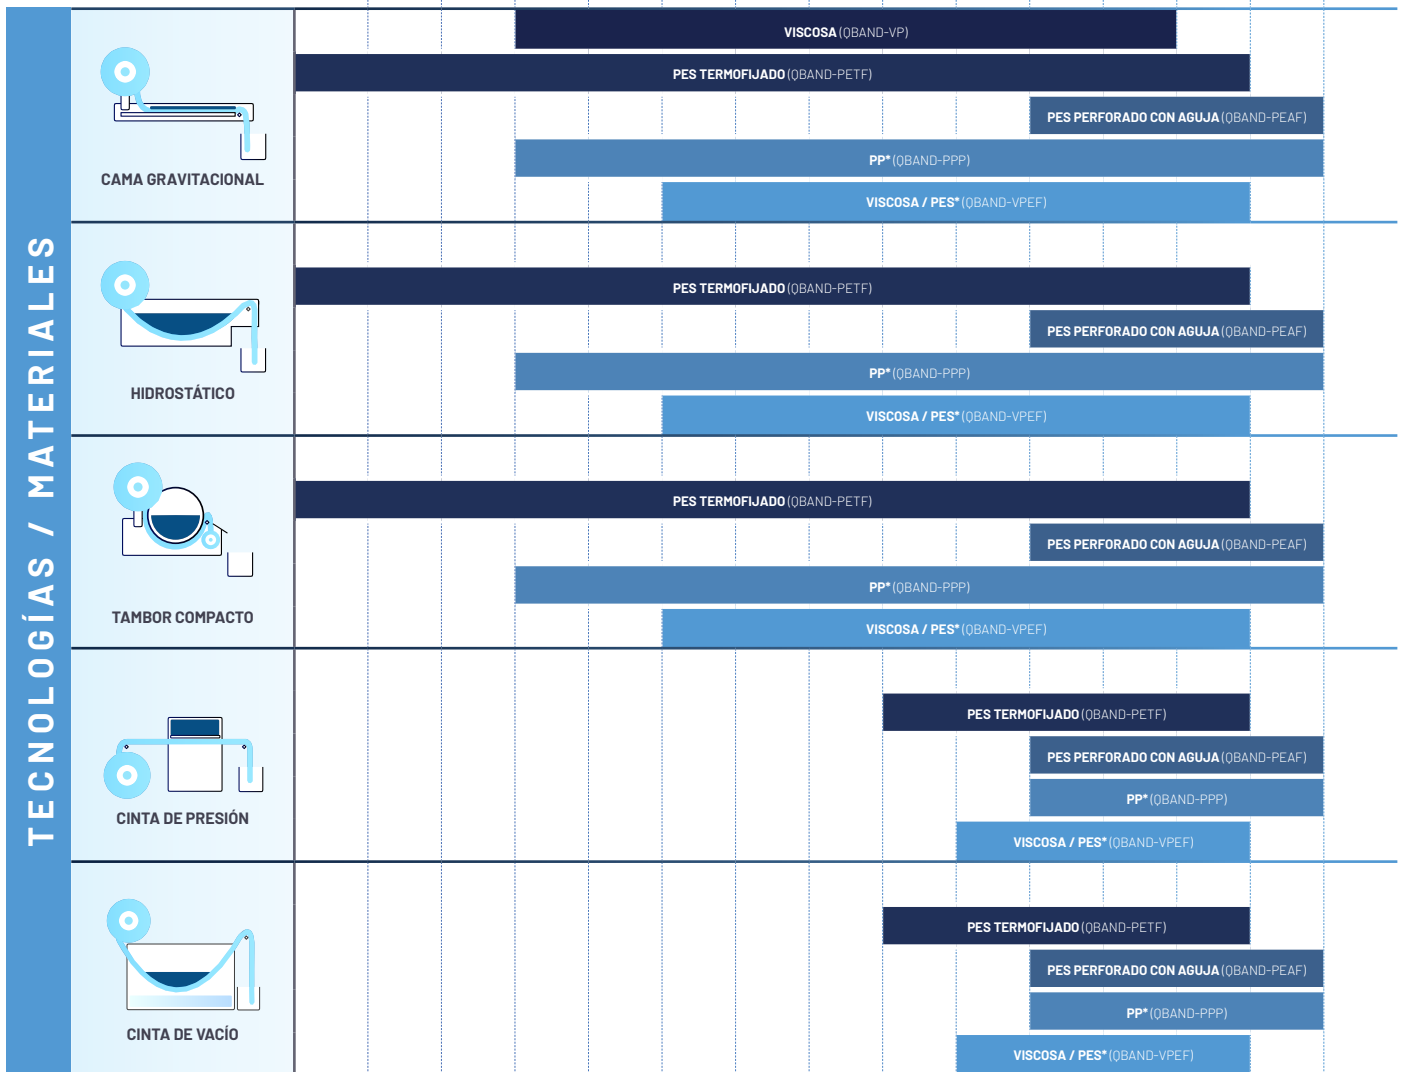 TECNOLOGÍAS / MATERIALES
CAMA GRAVITACIONAL
VISCOSA (QBAND-VP)
PES TERMOFIJADO (QBAND-PETF)
PES PERFORADO CON AGUJA (QBAND-PEAF)
PP* (QBAND-PPP)
VISCOSA / PES* (QBAND-VPEF)
HIDROSTÁTICO
PES TERMOFIJADO (QBAND-PETF)
PES PERFORADO CON AGUJA (QBAND-PEAF)
PP* (QBAND-PPP)
VISCOSA / PES* (QBAND-VPEF)
TAMBOR COMPACTO
PES TERMOFIJADO (QBAND-PETF)
PES PERFORADO CON AGUJA (QBAND-PEAF)
PP* (QBAND-PPP)
VISCOSA / PES* (QBAND-VPEF)
CINTA DE PRESIÓN
PES TERMOFIJADO (QBAND-PETF)
PES PERFORADO CON AGUJA (QBAND-PEAF)
PP* (QBAND-PPP)
VISCOSA / PES* (QBAND-VPEF)
CINTA DE VACÍO
PES TERMOFIJADO (QBAND-PETF)
PES PERFORADO CON AGUJA (QBAND-PEAF)
PP* (QBAND-PPP)
VISCOSA / PES* (QBAND-VPEF)